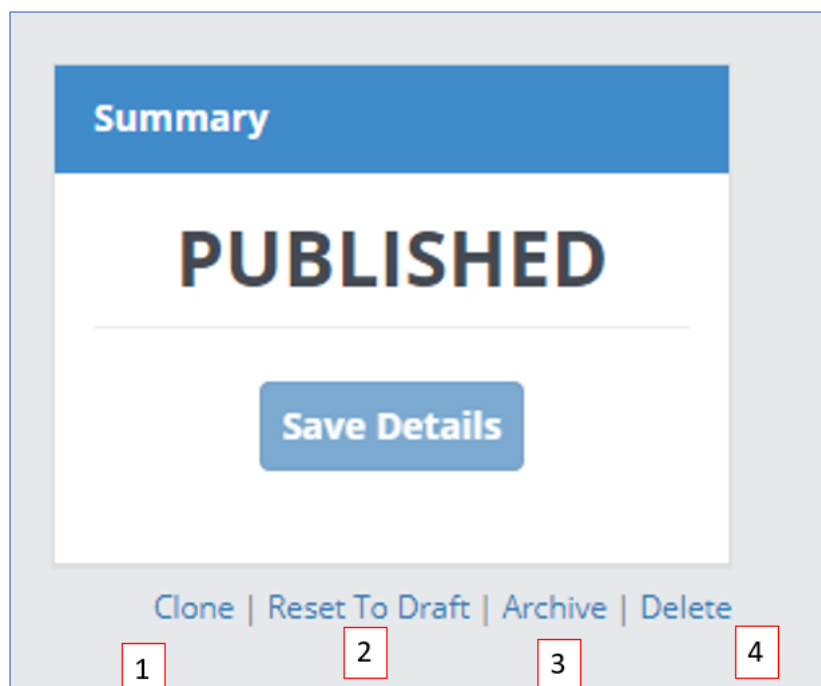 Summary
PUBLISHED
Save Details
Clone | Reset To Draft | Archive | Delete
1 2 3 4